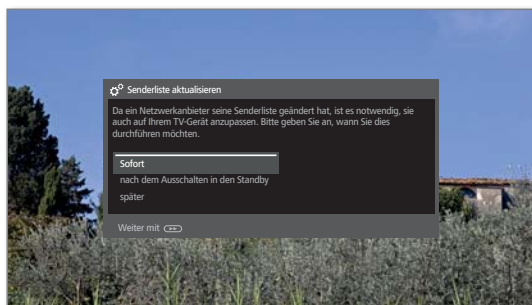 Senderliste aktualisieren
Da ein Netzwerkanbieter seine Senderliste geändert hat, ist es notwendig, sie
auch auf Ihrem TV-Gerät anzupassen. Bitte geben Sie an, wann Sie dies
durchführen möchten.
Sofort
nach dem Ausschalten in den Standby
später
Weiter mit